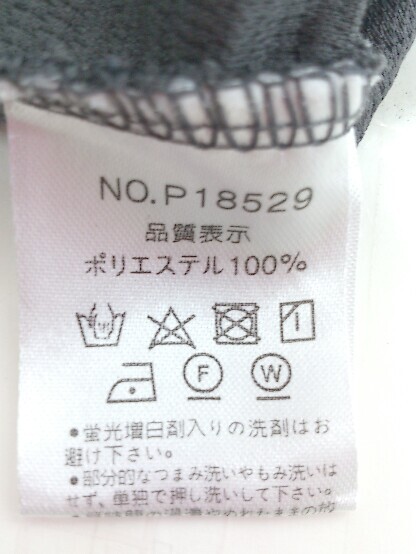 NO.P18529
品質表示
ポリエステル100%
F W
•蛍光増白剤入りの洗剤はお
避け下さい。
•部分的なつまみ洗いやもみ洗いは
せず、単独で押し洗いして下さい。